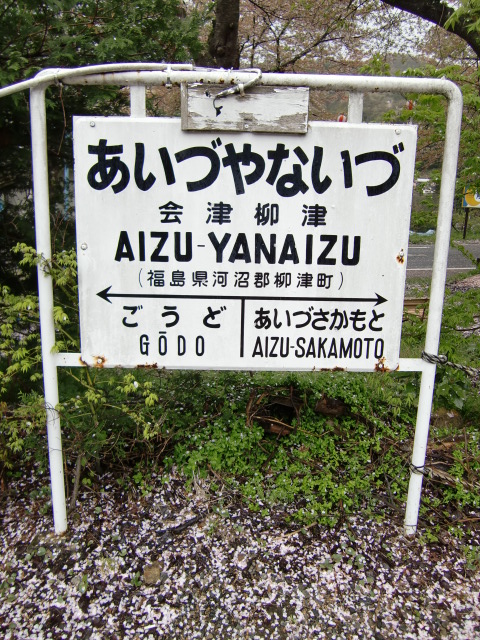 あいづやないづ
会津柳津
AIZU-YANAIZU
(福島県河沼郡柳津町)
ごうど あいづさかもと
GŌDO AIZU-SAKAMOTO